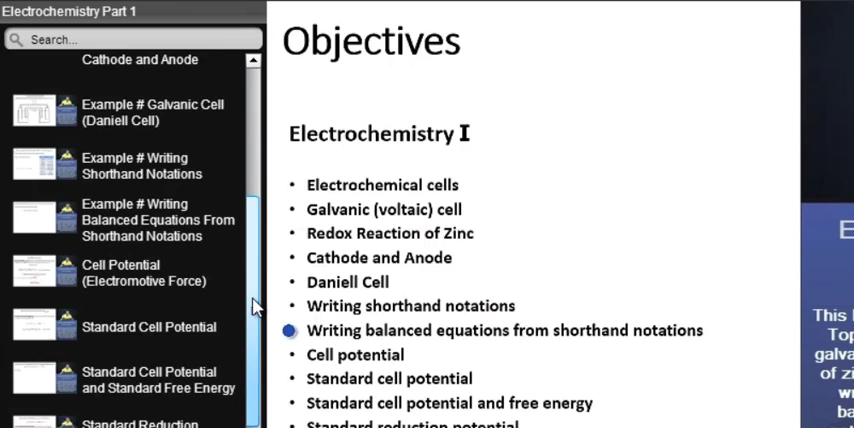 Electrochemistry Part 1
Search...
Cathode and Anode
Example # Galvanic Cell
(Daniell Cell)
Example # Writing
Shorthand Notations
Example # Writing
Balanced Equations From
Shorthand Notations
Cell Potential
(Electromotive Force)
Standard Cell Potential
Standard Cell Potential
and Standard Free Energy
Standard Reduction
Objectives
Electrochemistry I
• Electrochemical cells
• Galvanic (voltaic) cell
• Redox Reaction of Zinc
• Cathode and Anode
• Daniell Cell
• Writing shorthand notations
Writing balanced equations from shorthand notations
• Cell potential
• Standard cell potential
• Standard cell potential and free energy
• Standard reduction potential
E
This
Top
galva
of zi
w
ba